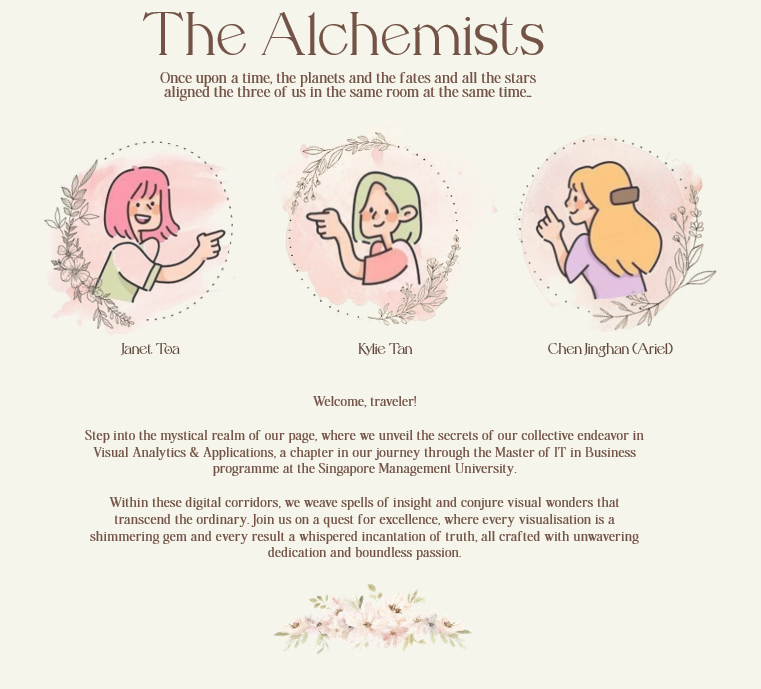 The Alchemists
Once upon a time, the planets and the fates and all the stars
aligned the three of us in the same room at the same time...
Janet Toa
Kylie Tan
Chen Jinghan (Ariel)
Welcome, traveler!
Step into the mystical realm of our page, where we unveil the secrets of our collective endeavor in
Visual Analytics & Applications, a chapter in our journey through the Master of IT in Business
programme at the Singapore Management University.
Within these digital corridors, we weave spells of insight and conjure visual wonders that
transcend the ordinary. Join us on a quest for excellence, where every visualisation is a
shimmering gem and every result a whispered incantation of truth, all crafted with unwavering
dedication and boundless passion.